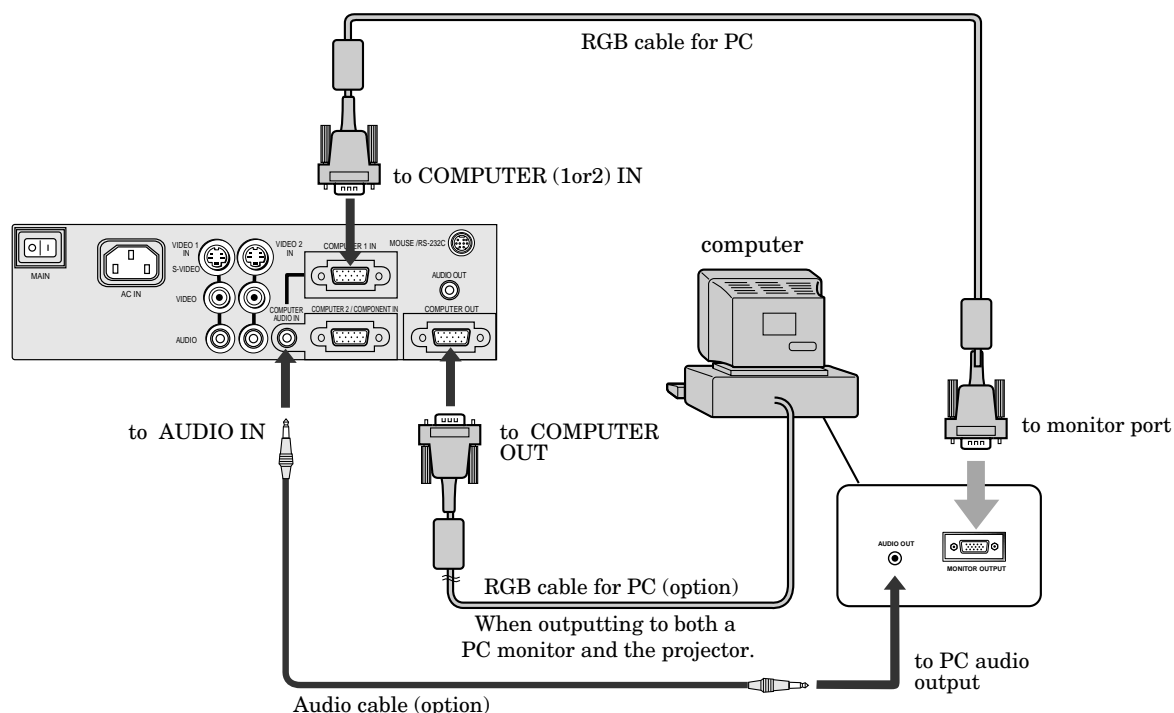 RGB cable for PC
to COMPUTER (1or2) IN
MAIN
AC IN
VIDEO 1
IN
S-VIDEO
VIDEO
AUDIO
VIDEO 2
IN
COMPUTER 1 IN
MOUSE /RS-232C
AUDIO OUT
COMPUTER
AUDIO IN
COMPUTER 2 / COMPONENT IN
COMPUTER OUT
computer
to AUDIO IN
to COMPUTER
OUT
to monitor port
AUDIO OUT
MONITOR OUTPUT
RGB cable for PC (option)
When outputting to both a
PC monitor and the projector.
to PC audio
output
Audio cable (option)